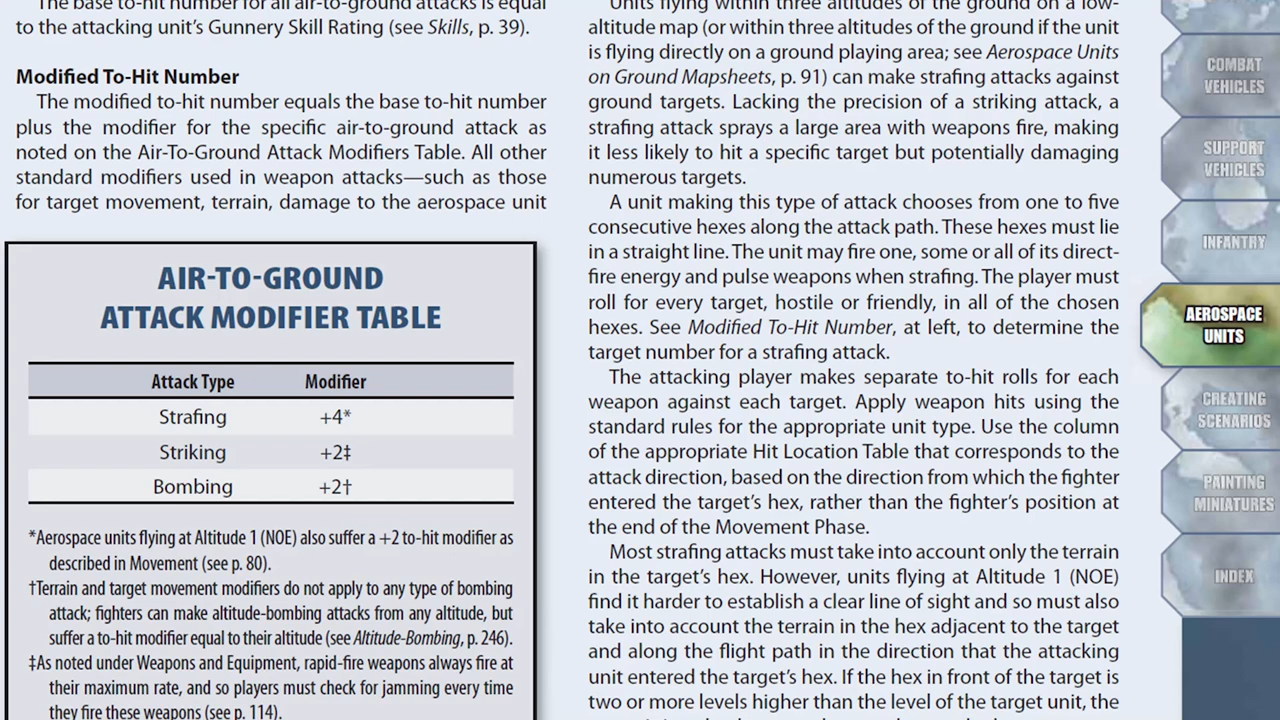 The base to-hit number for all air-to-ground attacks is equal
to the attacking unit's Gunnery Skill Rating (see Skills, p. 39).
Modified To-Hit Number
The modified to-hit number equals the base to-hit number
plus the modifier for the specific air-to-ground attack as
noted on the Air-To-Ground Attack Modifiers Table. All other
standard modifiers used in weapon attacks—such as those
for target movement, terrain, damage to the aerospace unit
AIR-TO-GROUND
ATTACK MODIFIER TABLE
Attack Type Modifier
Strafing +4*
Striking +2‡
Bombing +2†
*Aerospace units flying at Altitude 1 (NOE) also suffer a +2 to-hit modifier as
described in Movement (see p. 80).
†Terrain and target movement modifiers do not apply to any type of bombing
attack; fighters can make altitude-bombing attacks from any altitude, but
suffer a to-hit modifier equal to their altitude (see Altitude-Bombing, p. 246).
‡As noted under Weapons and Equipment, rapid-fire weapons always fire at
their maximum rate, and so players must check for jamming every time
they fire these weapons (see p. 114).
Units flying within three altitudes of the ground on a low-
altitude map (or within three altitudes of the ground if the unit
is flying directly on a ground playing area; see Aerospace Units
on Ground Mapsheets, p. 91) can make strafing attacks against
ground targets. Lacking the precision of a striking attack, a
strafing attack sprays a large area with weapons fire, making
it less likely to hit a specific target but potentially damaging
numerous targets.
A unit making this type of attack chooses from one to five
consecutive hexes along the attack path. These hexes must lie
in a straight line. The unit may fire one, some or all of its direct-
fire energy and pulse weapons when strafing. The player must
roll for every target, hostile or friendly, in all of the chosen
hexes. See Modified To-Hit Number, at left, to determine the
target number for a strafing attack.
The attacking player makes separate to-hit rolls for each
weapon against each target. Apply weapon hits using the
standard rules for the appropriate unit type. Use the column
of the appropriate Hit Location Table that corresponds to the
attack direction, based on the direction from which the fighter
entered the target's hex, rather than the fighter's position at
the end of the Movement Phase.
Most strafing attacks must take into account only the terrain
in the target's hex. However, units flying at Altitude 1 (NOE)
find it harder to establish a clear line of sight and so must also
take into account the terrain in the hex adjacent to the target
and along the flight path in the direction that the attacking
unit entered the target's hex. If the hex in front of the target is
two or more levels higher than the level of the target unit, the
COMBAT
VEHICLES
SUPPORT
VEHICLES
INFANTRY
AEROSPACE
UNITS
CREATING
SCENARIOS
PAINTING
MINIATURES
INDEX